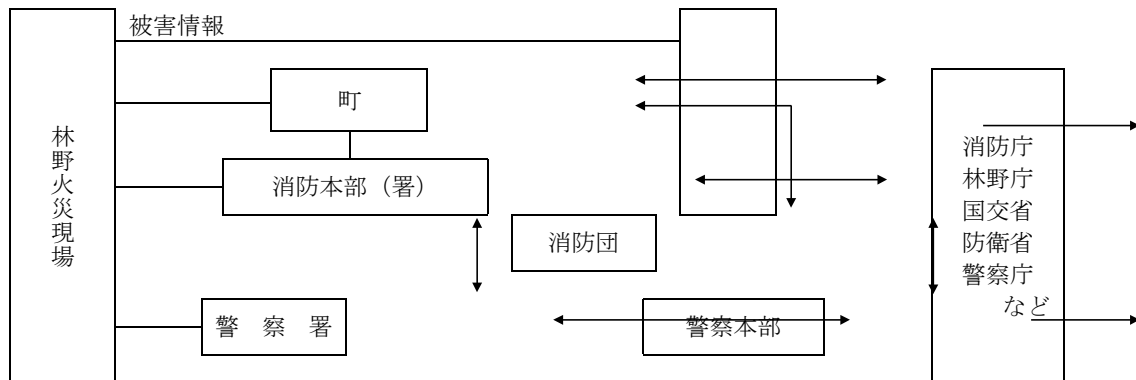 被害情報
町
林野火災現場
消防本部（署）
消防団
警　察　署
警察本部
消防庁
林野庁
国交省
防衛省
警察庁
など